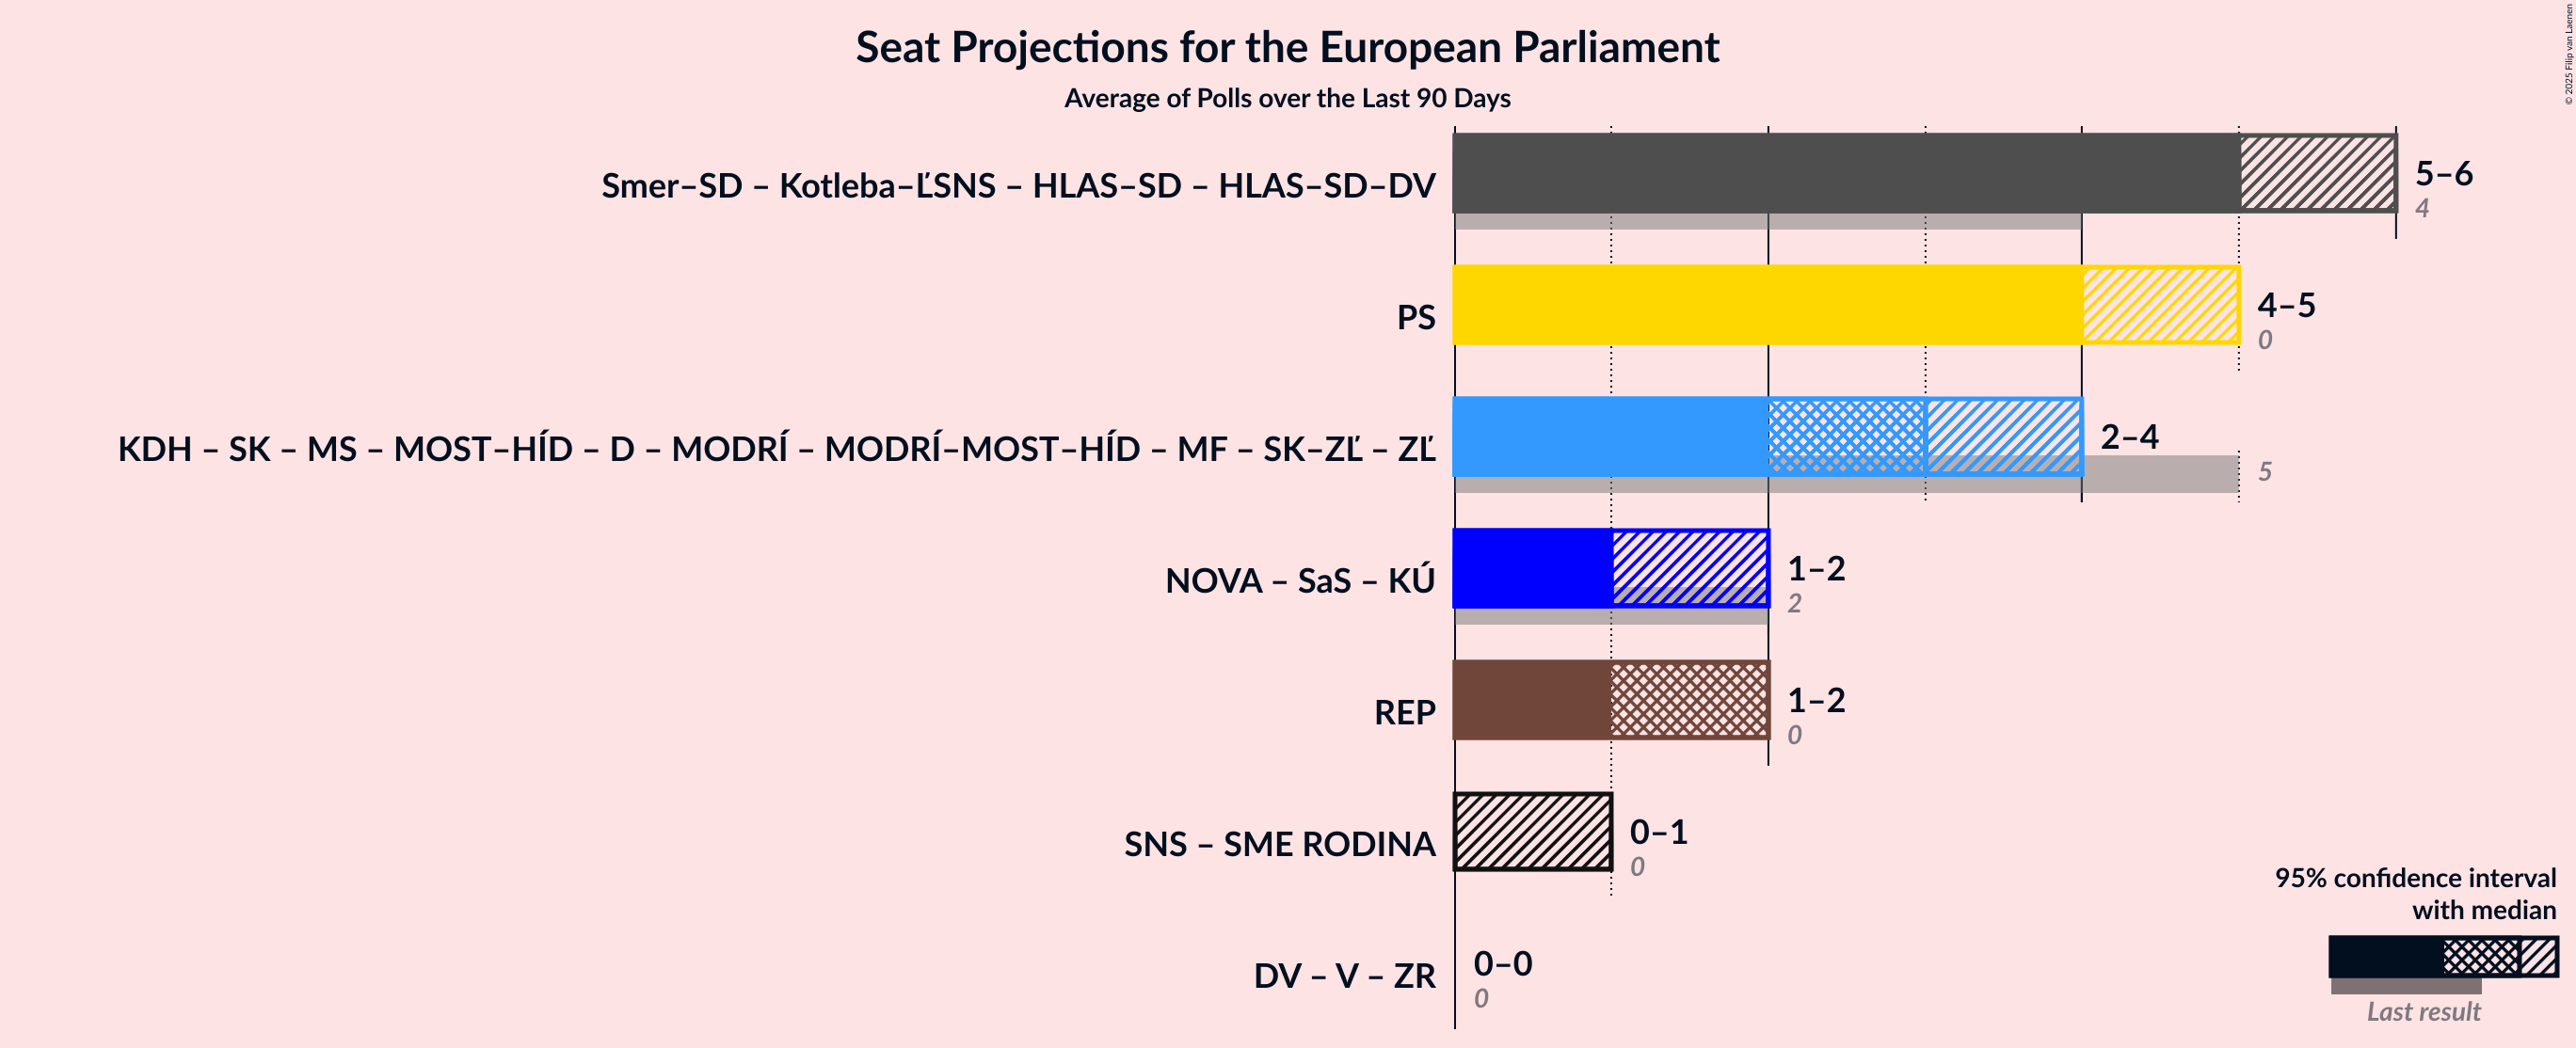 Seat Projections for the European Parliament
Average of Polls over the Last 90 Days
© 2025 Filip van Laenen
Smer–SD – Kotleba–ĽSNS – HLAS–SD – HLAS–SD–DV
5–6
4
PS
4–5
0
KDH – SK – MS – MOST–HÍD – D – MODRÍ – MODRÍ–MOST–HÍD – MF – SK–ZĽ – ZĽ
2–4
5
NOVA – SaS – KÚ
1–2
2
REP
1–2
0
SNS – SME RODINA
0–1
0
DV – V – ZR
0–0
0
95% confidence interval
with median
Last result